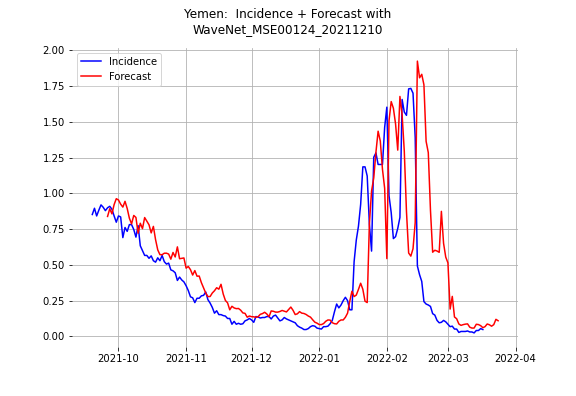 Yemen:  Incidence + Forecast with
WaveNet_MSE00124_20211210
2.00
Incidence
Forecast
1.75
1.50
1.25
1.00
0.75
0.50
0.25
0.00
2021-10 2021-11 2021-12 2022-01 2022-02 2022-03 2022-04